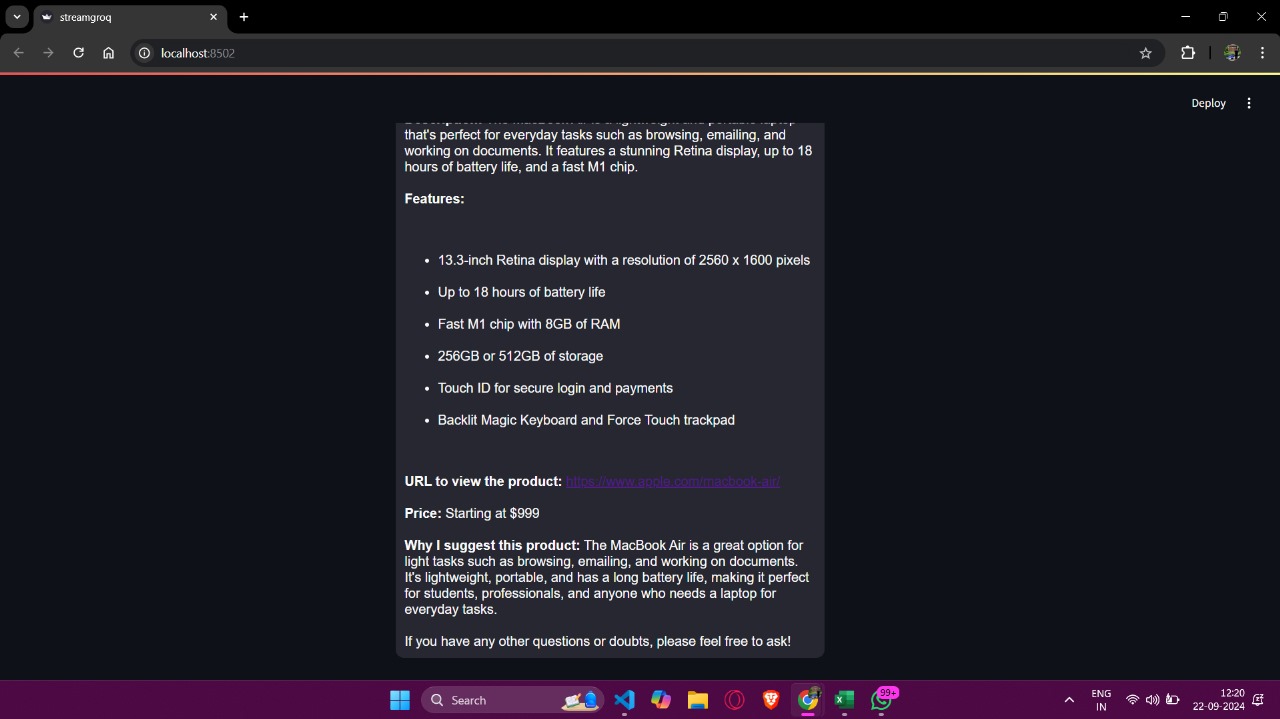 streamgroq
localhost:8502
Deploy
that's perfect for everyday tasks such as browsing, emailing, and
working on documents. It features a stunning Retina display, up to 18
hours of battery life, and a fast M1 chip.
Features:
• 13.3-inch Retina display with a resolution of 2560 x 1600 pixels
• Up to 18 hours of battery life
• Fast M1 chip with 8GB of RAM
• 256GB or 512GB of storage
• Touch ID for secure login and payments
• Backlit Magic Keyboard and Force Touch trackpad
URL to view the product: https://www.apple.com/macbook-air/
Price: Starting at $999
Why I suggest this product: The MacBook Air is a great option for
light tasks such as browsing, emailing, and working on documents.
It's lightweight, portable, and has a long battery life, making it perfect
for students, professionals, and anyone who needs a laptop for
everyday tasks.
If you have any other questions or doubts, please feel free to ask!
Search
99+
ENG
IN
12:20
22-09-2024